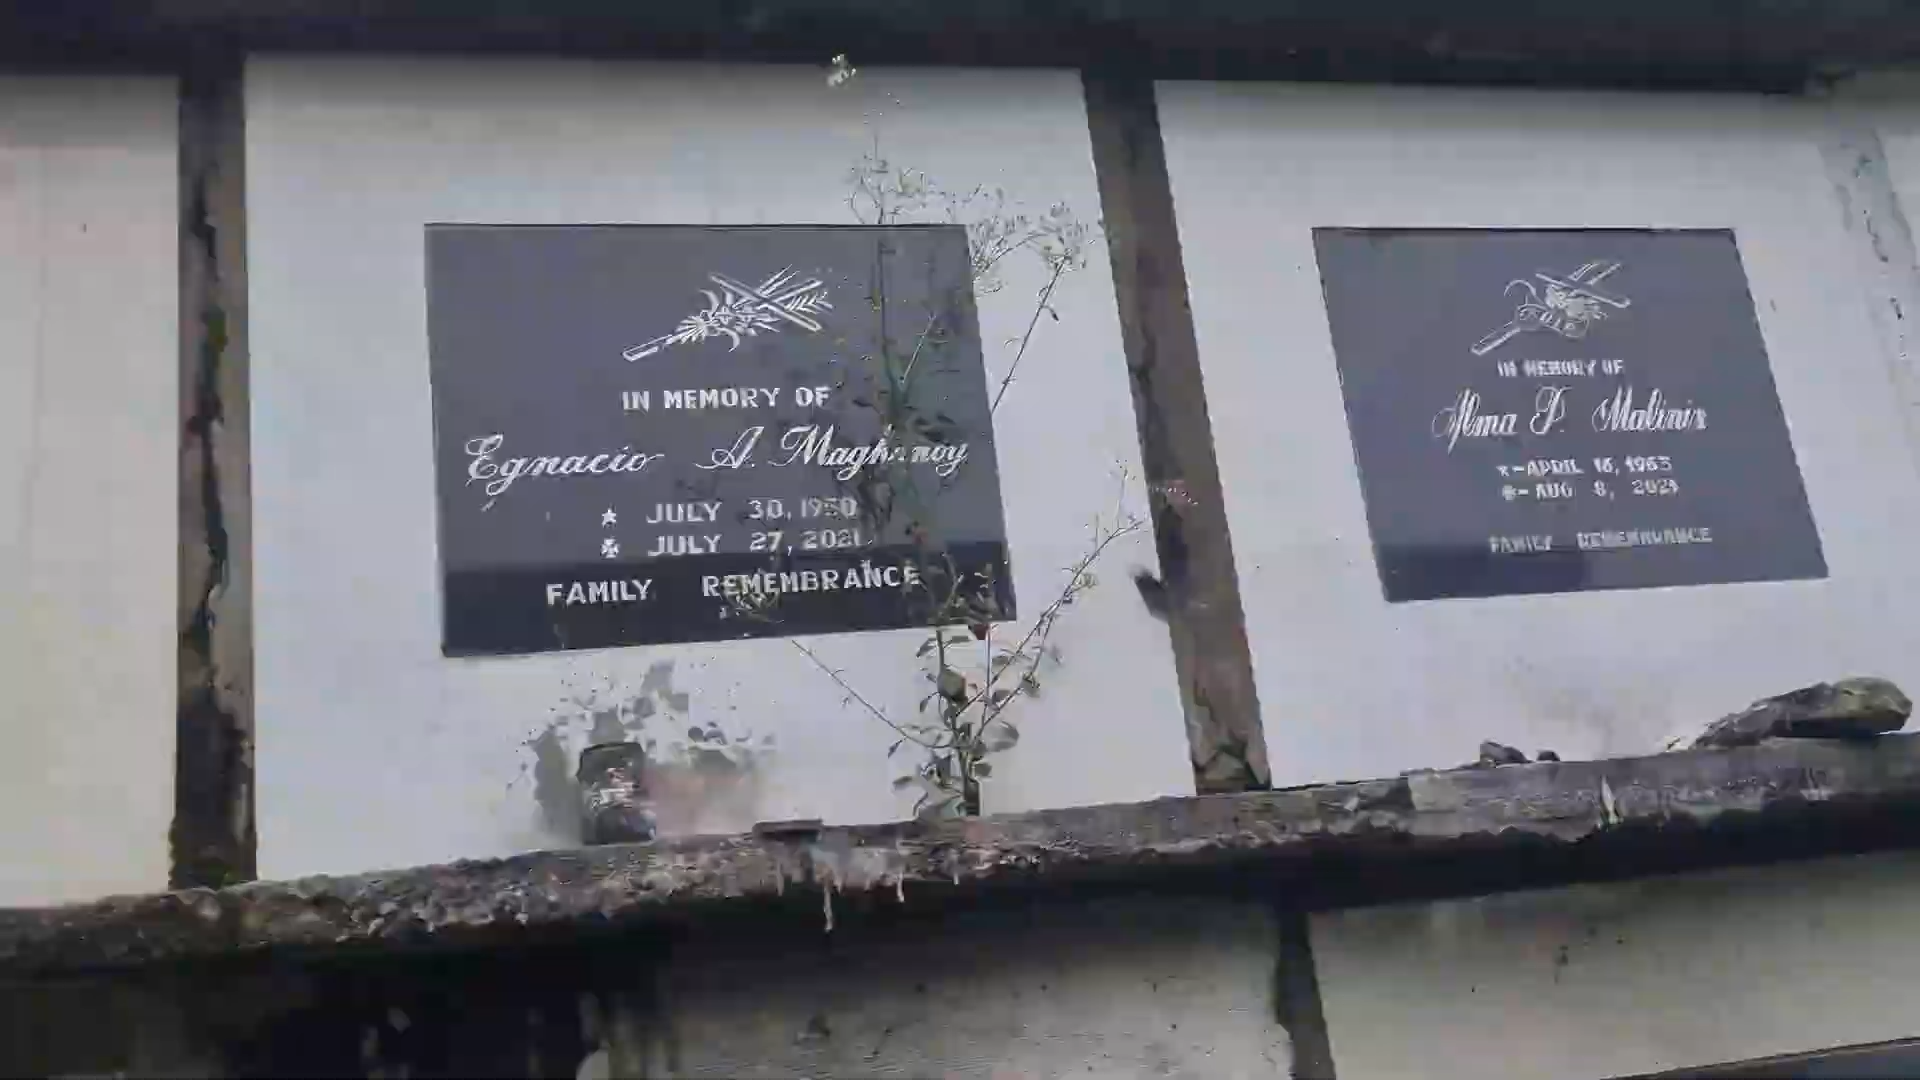 IN MEMORY OF
Egnacio A.
★ JULY 30, 1950
✠ JULY 27, 2021
FAMILY REMEMBRANCE
IN MEMORY OF
Alma P. Malinis
★-APRIL 16, 1963
✠- AUG 8, 2021
FAMILY REMEMBRANCE